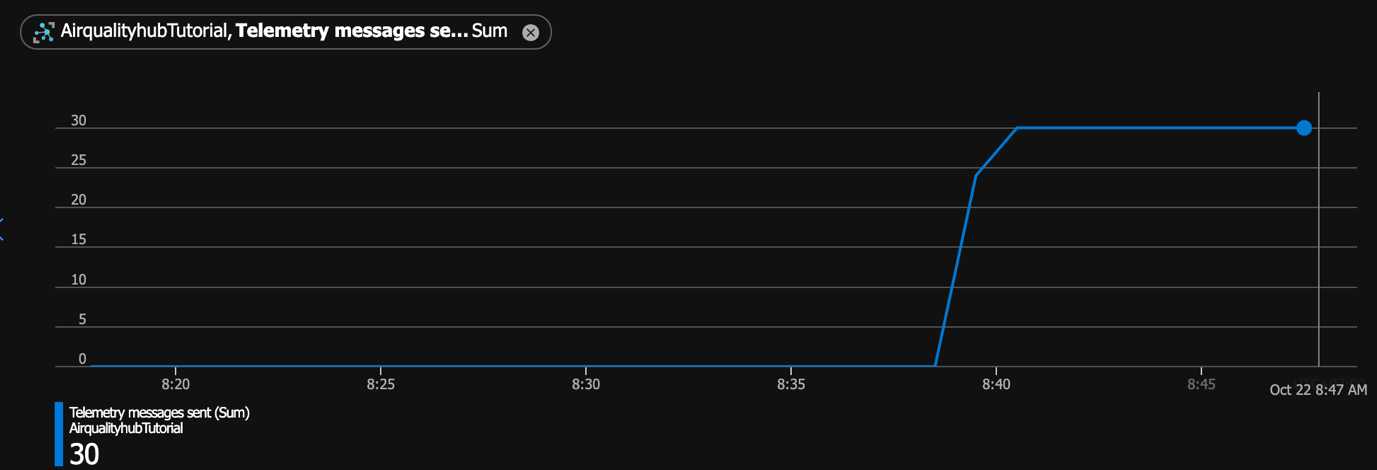 AirqualityhubTutorial, Telemetry messages se... Sum
30
25
20
15
10
5
0
8:20 8:25 8:30 8:35 8:40 8:45 Oct 22 8:47 AM
Telemetry messages sent (Sum)
AirqualityhubTutorial
30